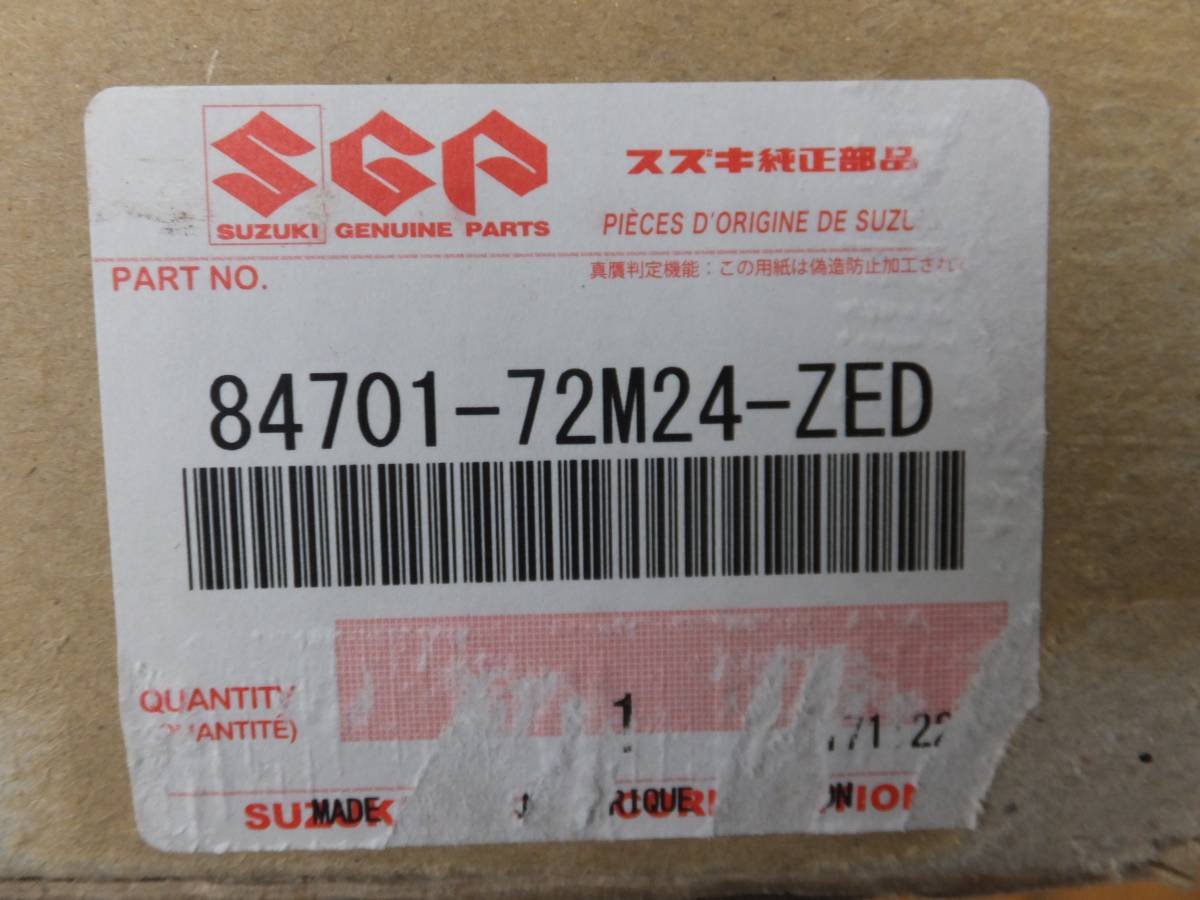 SGP
SUZUKI GENUINE PARTS
スズキ純正部品
PIÈCES D'ORIGINE DE
PART NO.
真贋判定機能：この用紙は偽造防止加工され
84701-72M24-ZED
QUANTITY
1
MADE